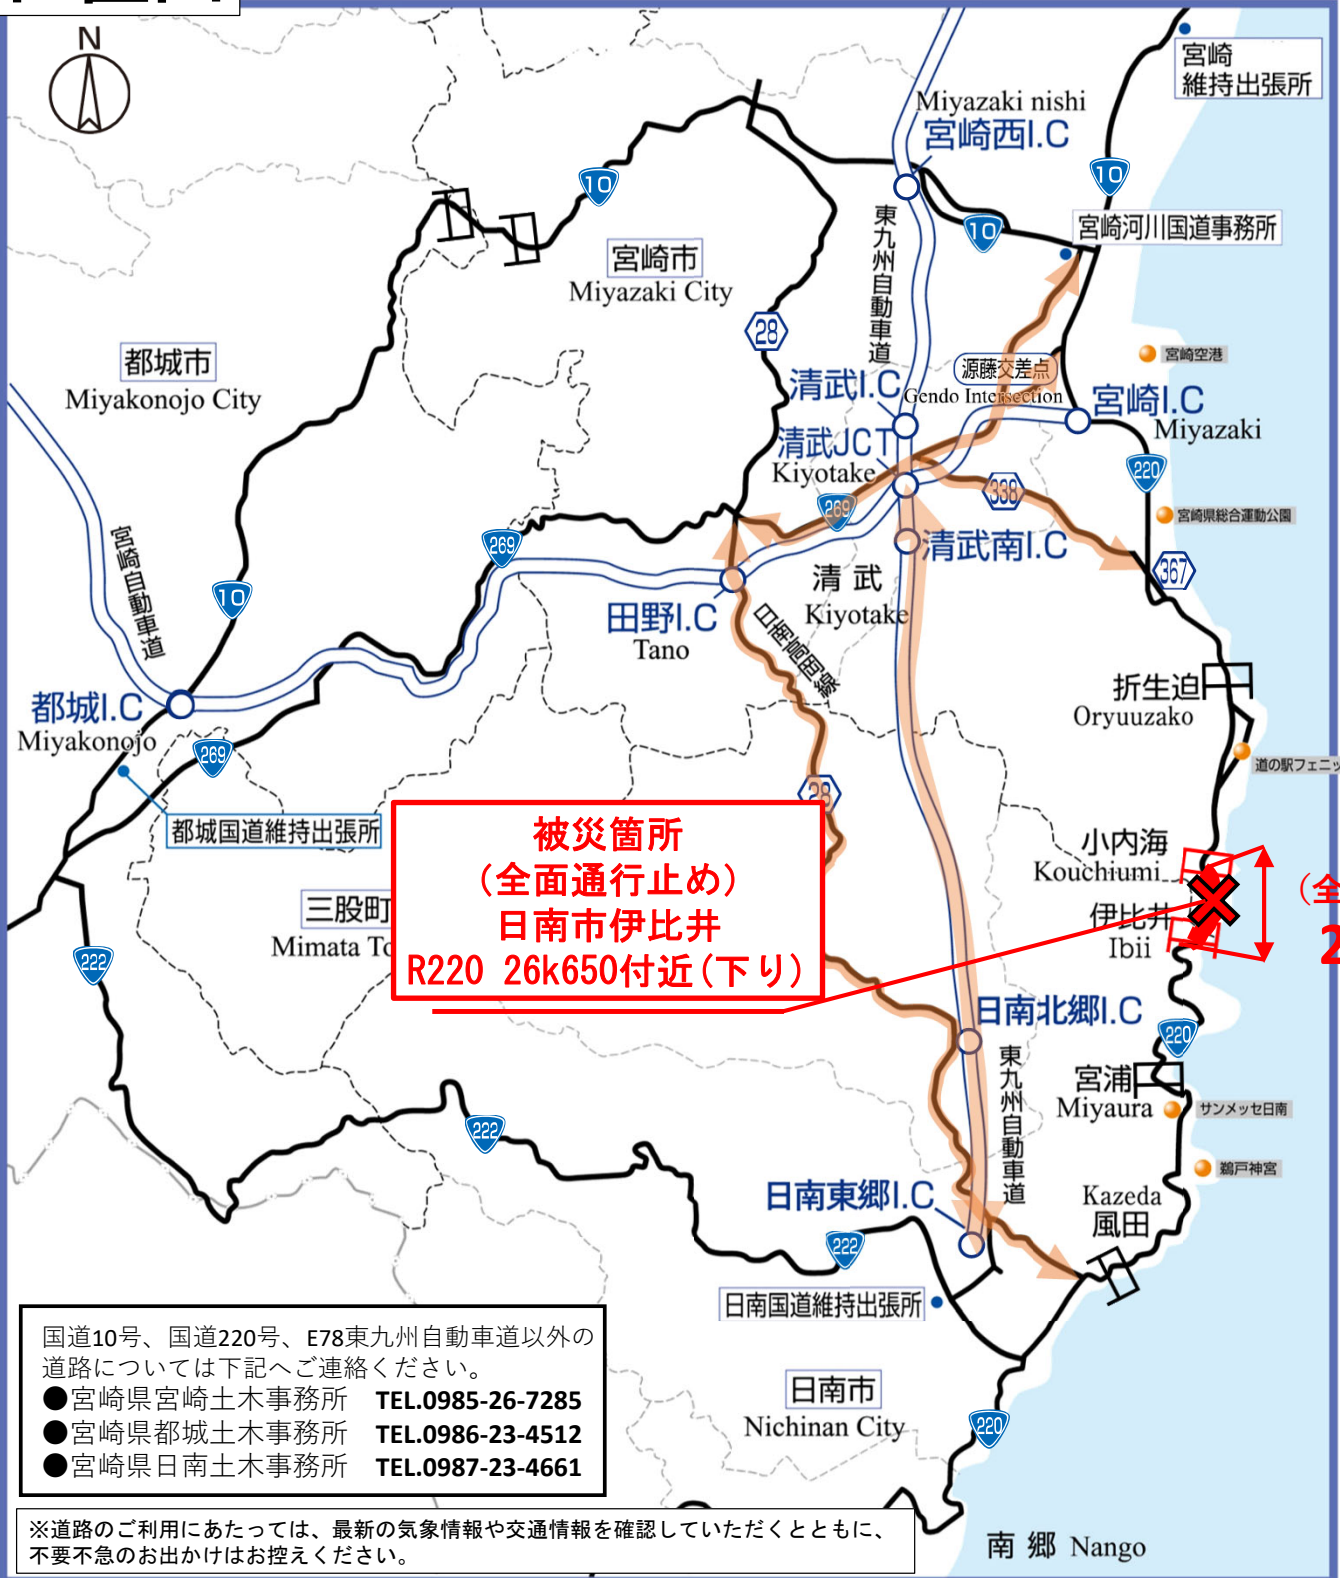 N
宮崎
維持出張所
Miyazaki nishi
宮崎西I.C
10
10
10
宮崎河川国道事務所
東九州自動車道
宮崎市
Miyazaki City
28
都城市
Miyakonojo City
宮崎空港
源藤交差点
Gendo Intersection
清武I.C
宮崎I.C
Miyazaki
清武JCT
Kiyotake
220
338
269
宮崎県総合運動公園
宮崎自動車道
269
清武南I.C
367
10
清武
Kiyotake
田野I.C
Tano
日南高岡線
折生迫
Oryuuzako
都城I.C
Miyakonojo
269
道の駅フェニッ
28
都城国道維持出張所
被災箇所
(全面通行止め)
日南市伊比井
R220 26k650付近(下り)
小内海
Kouchiumi
(全
2
伊比井
Ibii
三股町
Mimata To
222
日南北郷I.C
220
東九州自動車道
宮浦
Miyaura
サンメッセ日南
222
鵜戸神宮
日南東郷I.C
Kazeda
風田
222
日南国道維持出張所
国道10号、国道220号、E78東九州自動車道以外の
道路については下記へご連絡ください。
●宮崎県宮崎土木事務所 TEL.0985-26-7285
●宮崎県都城土木事務所 TEL.0986-23-4512
●宮崎県日南土木事務所 TEL.0987-23-4661
日南市
Nichinan City
220
※道路のご利用にあたっては、最新の気象情報や交通情報を確認していただくとともに、
不要不急のお出かけはお控えください。
南郷 Nango